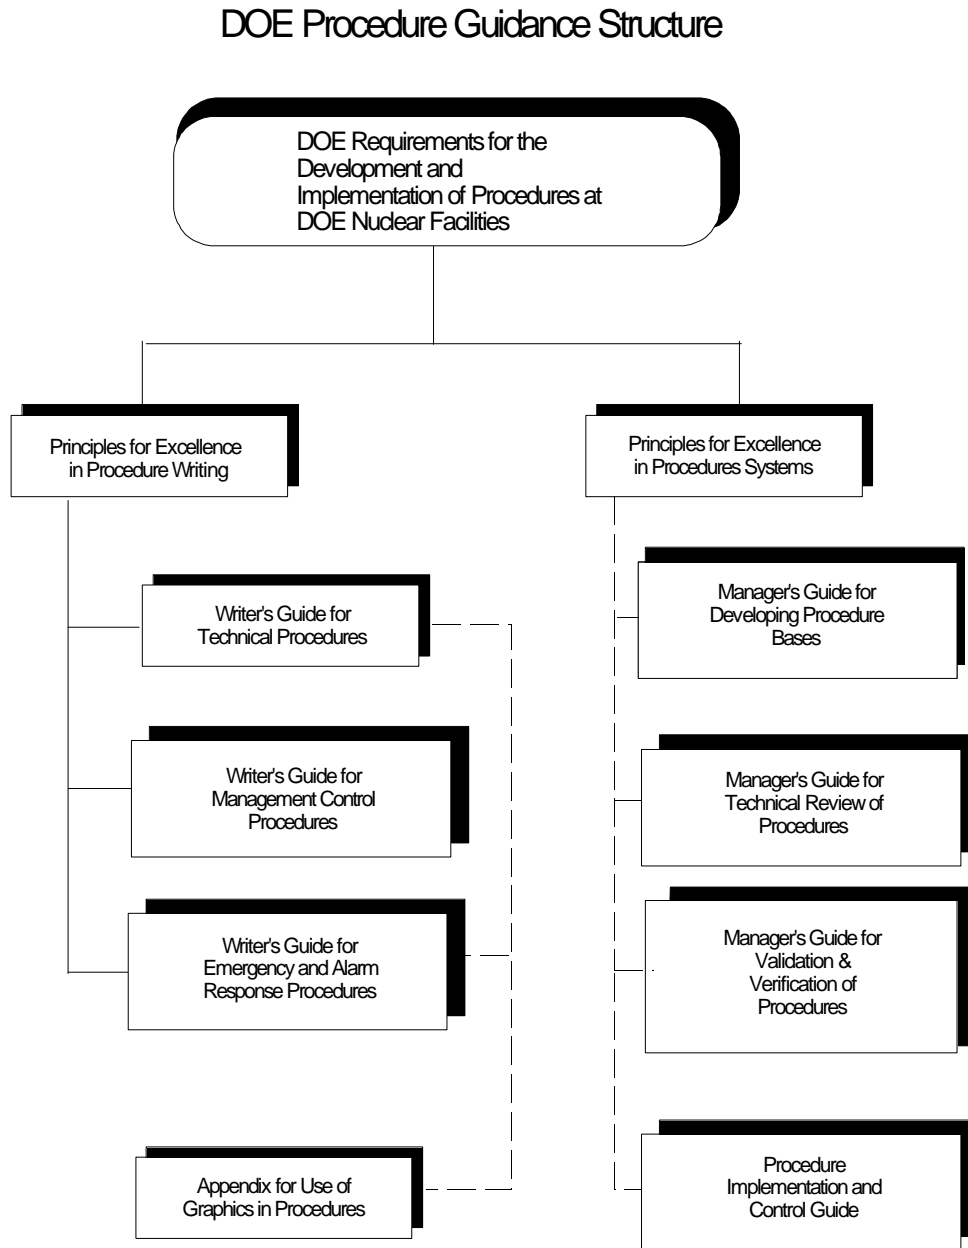 DOE Procedure Guidance Structure
DOE Requirements for the
Development and
Implementation of Procedures at
DOE Nuclear Facilities
Principles for Excellence
in Procedure Writing
Principles for Excellence
in Procedures Systems
Writer's Guide for
Technical Procedures
Writer's Guide for
Management Control
Procedures
Writer's Guide for
Emergency and Alarm
Response Procedures
Appendix for Use of
Graphics in Procedures
Manager's Guide for
Developing Procedure
Bases
Manager's Guide for
Technical Review of
Procedures
Manager's Guide for
Validation &
Verification of
Procedures
Procedure
Implementation and
Control Guide